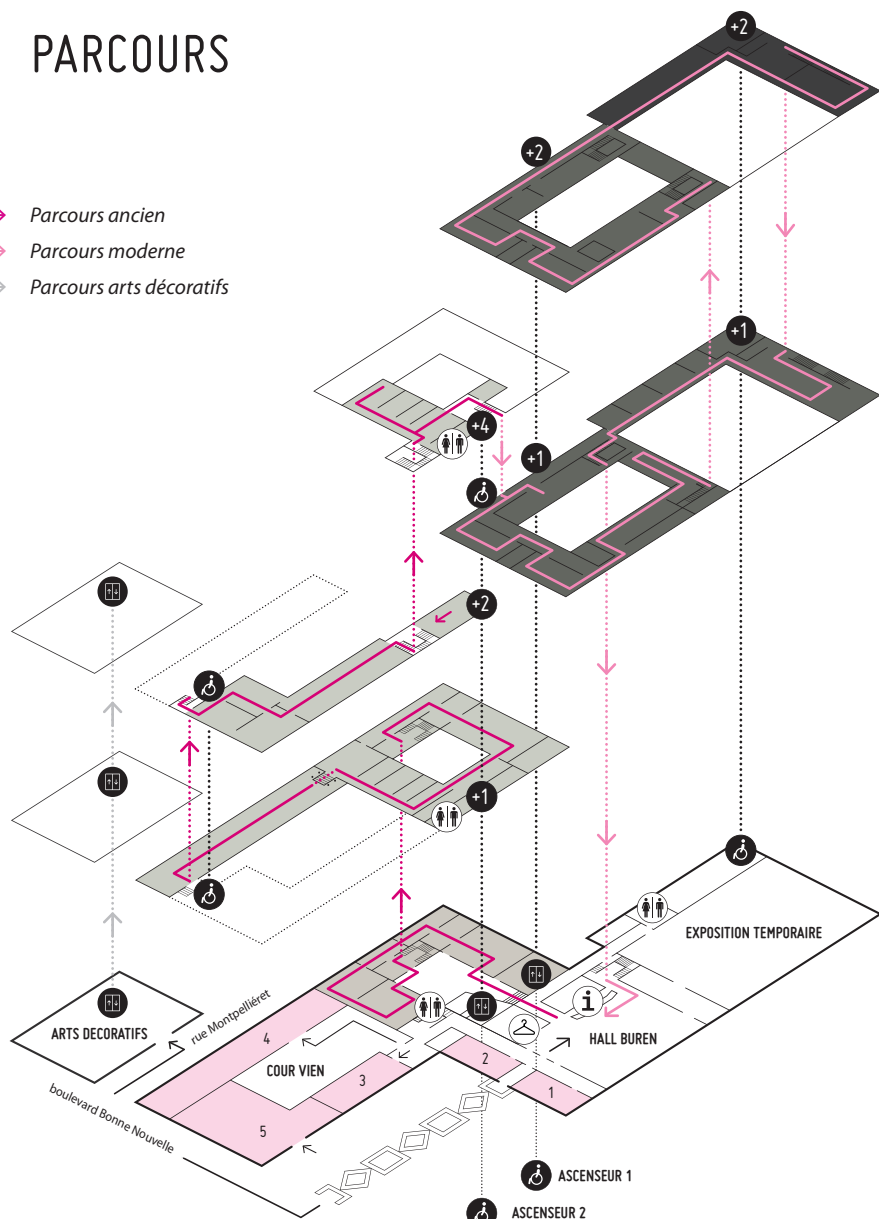 PARCOURS
Parcours ancien
Parcours moderne
Parcours arts décoratifs
+2
+2
+1
+4
+1
+2
+1
EXPOSITION TEMPORAIRE
i
HALL BUREN
ARTS DECORATIFS
rue Montpelliéret
boulevard Bonne Nouvelle
4
COUR VIEN
3
2
1
5
ASCENSEUR 1
ASCENSEUR 2